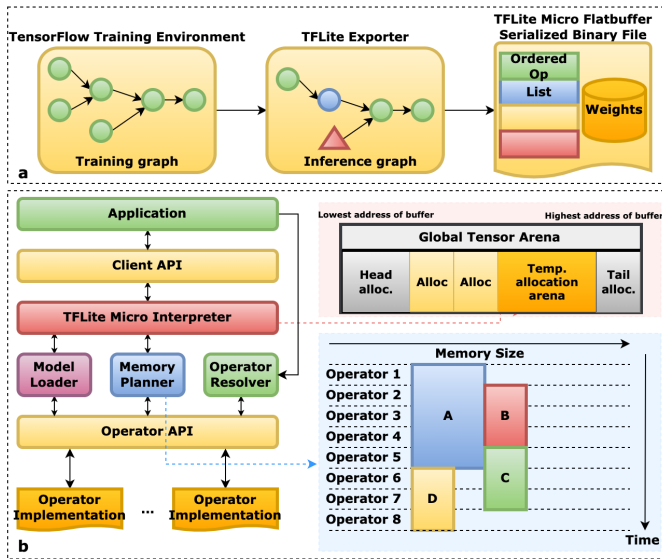 TensorFlow Training Environment
TFLite Exporter
TFLite Micro Flatbuffer
Serialized Binary File
Training graph
Inference graph
Ordered
Op
List
Weights
a
Application
Client API
TFLite Micro Interpreter
Model
Loader
Memory
Planner
Operator
Resolver
Operator API
Operator
Implementation
...
Operator
Implementation
Lowest address of buffer
Highest address of buffer
Global Tensor Arena
Head
alloc.
Alloc
Alloc
Temp.
allocation
arena
Tail
alloc.
Memory Size
Operator 1
Operator 2
Operator 3
Operator 4
Operator 5
Operator 6
Operator 7
Operator 8
A
B
C
D
Time
b